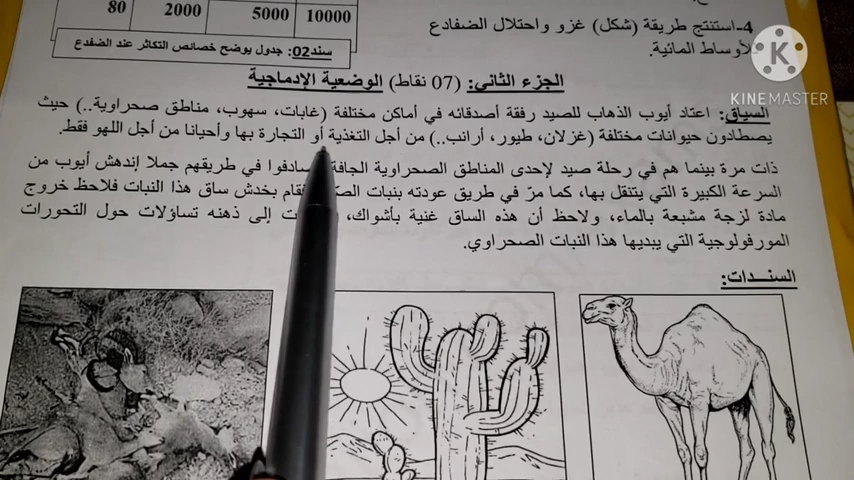 10000 5000 2000 80
سند02: جدول يوضح خصائص التكاثر عند الضفدع
4-استنتج طريقة (شكل) غزو واحتلال الضفادع
للأوساط المائية.
الجزء الثاني: (07 نقاط) الوضعية الإدماجية
السياق: اعتاد أيوب الذهاب للصيد رفقة أصدقائه في أماكن مختلفة (غابات، سهوب، مناطق صحراوية..) حيث
يصطادون حيوانات مختلفة (غزلان، طيور، أرانب..) من أجل التغذية أو التجارة بها وأحيانا من أجل اللهو فقط.
ذات مرة بينما هم في رحلة صيد لإحدى المناطق الصحراوية الجافة صادفوا في طريقهم جملا إندهش أيوب من
السرعة الكبيرة التي يتنقل بها، كما مرّ في طريق عودته بنبات فقام بخدش ساق هذا النبات فلاحظ خروج
مادة لزجة مشبعة بالماء، ولاحظ أن هذه الساق غنية بأشواك، إلى ذهنه تساؤلات حول التحورات
المورفولوجية التي يبديها هذا النبات الصحراوي.
السندات:
K
KINEMASTER